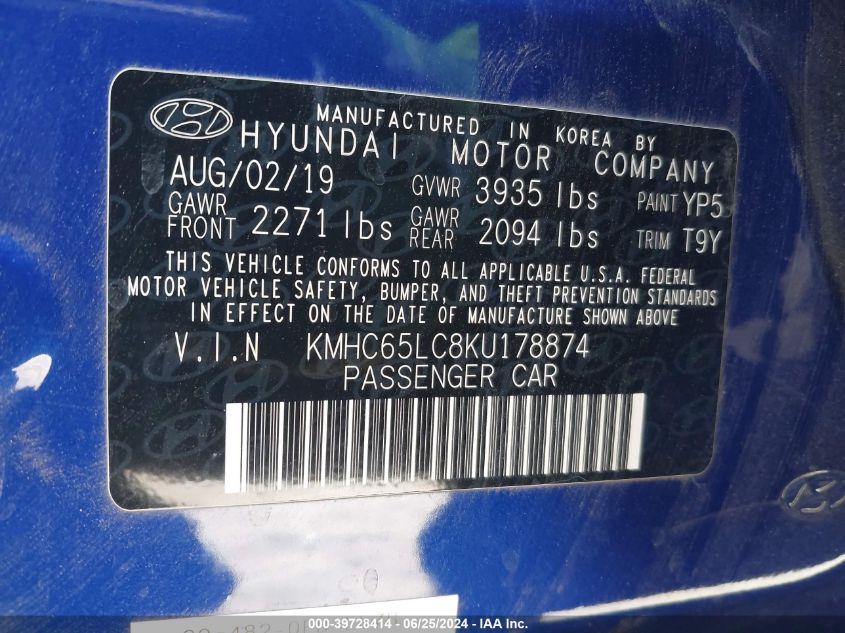 MANUFACTURED IN KOREA BY
HYUNDAI MOTOR COMPANY
AUG/02/19 GVWR 3935 lbs PAINT YP5
GAWR FRONT 2271 lbs GAWR REAR 2094 lbs TRIM T9Y
THIS VEHICLE CONFORMS TO ALL APPLICABLE U.S.A. FEDERAL
MOTOR VEHICLE SAFETY, BUMPER, AND THEFT PREVENTION STANDARDS
IN EFFECT ON THE DATE OF MANUFACTURE SHOWN ABOVE
V.I.N KMHC65LC8KU178874
PASSENGER CAR
000-39728414 - 06/25/2024 - IAA, Inc.